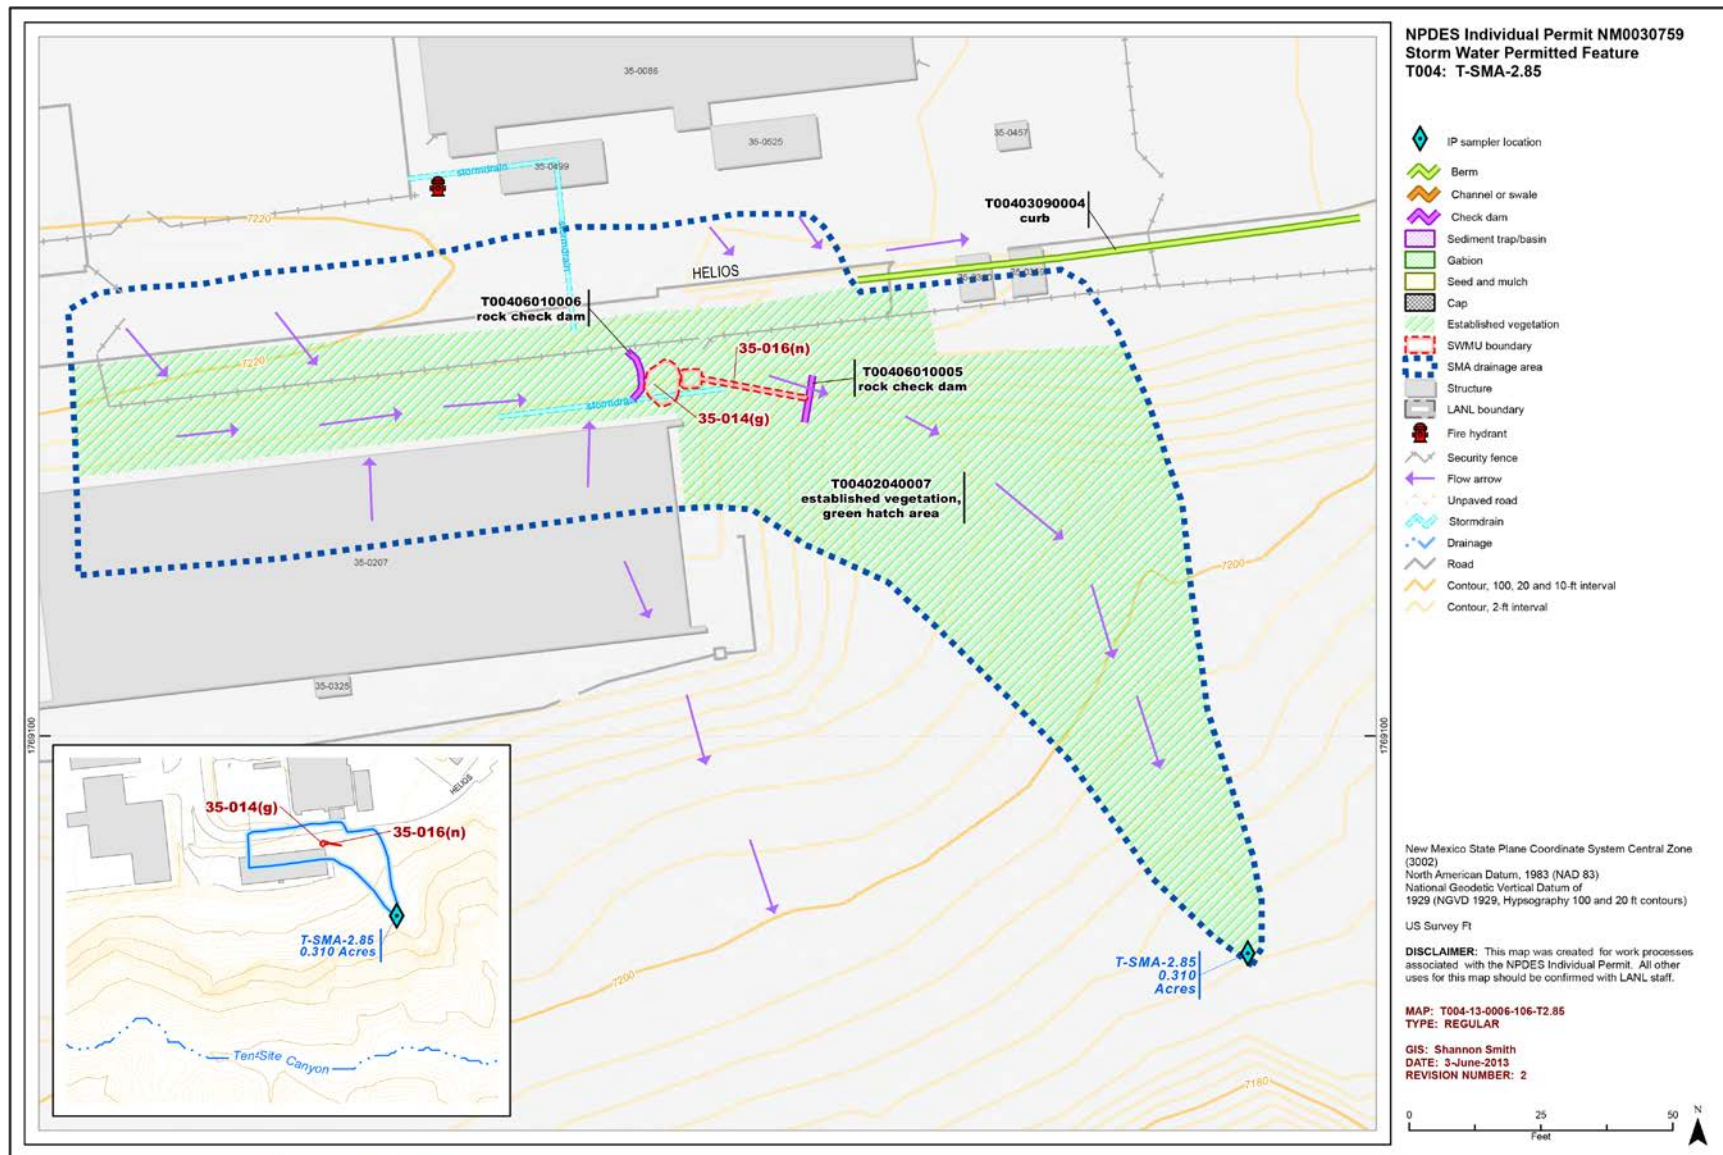 NPDES Individual Permit NM0030759
Storm Water Permitted Feature
T004: T-SMA-2.85
IP sampler location
Berm
Channel or swale
Check dam
Sediment trap/basin
Gabion
Seed and mulch
Cap
Established vegetation
SWMU boundary
SMA drainage area
Structure
LANL boundary
Fire hydrant
Security fence
Flow arrow
Unpaved road
Stormdrain
Drainage
Road
Contour, 100, 20 and 10-ft interval
Contour, 2-ft interval
New Mexico State Plane Coordinate System Central Zone
(3002)
North American Datum, 1983 (NAD 83)
National Geodetic Vertical Datum of
1929 (NGVD 1929, Hypsography 100 and 20 ft contours)
US Survey Ft
DISCLAIMER: This map was created for work processes
associated with the NPDES Individual Permit. All other
uses for this map should be confirmed with LANL staff.
MAP: T004-13-0006-106-T2.85
TYPE: REGULAR
GIS: Shannon Smith
DATE: 3-June-2013
REVISION NUMBER: 2
0 25 50
Feet
N
35-0086
35-0525
35-0457
35-0499
stormdrain
stormdrain
7220
T00403090004
curb
HELIOS
T00406010006
rock check dam
35-016(n)
7220
T00406010005
rock check dam
stormdrain
35-014(g)
T00402040007
established vegetation,
green hatch area
35-0207
7200
35-0325
1769100
1769100
T-SMA-2.85
0.310
Acres
7200
7180
HELIOS
35-014(g)
35-016(n)
T-SMA-2.85
0.310 Acres
Ten Site Canyon